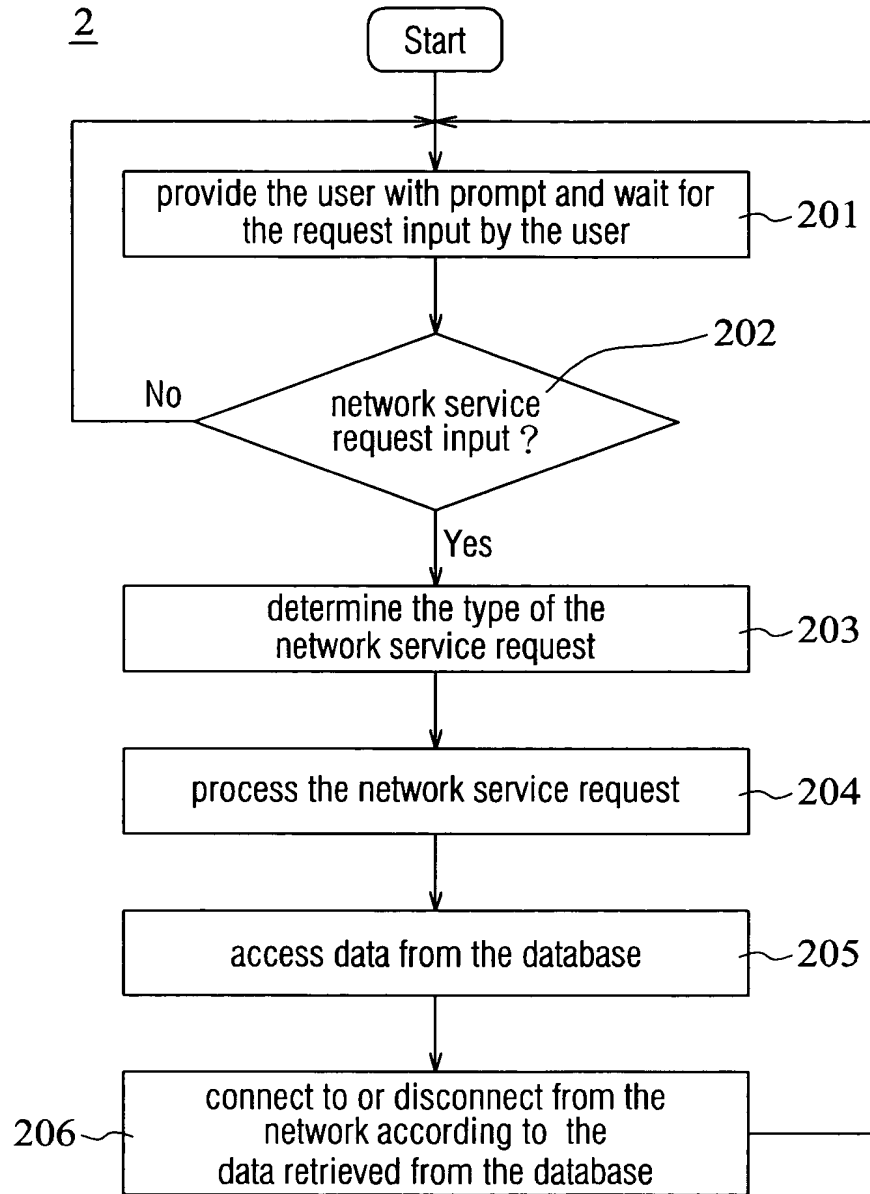 2
Start
provide the user with prompt and wait for
the request input by the user
201
202
No
network service
request input ?
Yes
determine the type of the
network service request
203
process the network service request
204
access data from the database
205
connect to or disconnect from the
network according to the
data retrieved from the database
206